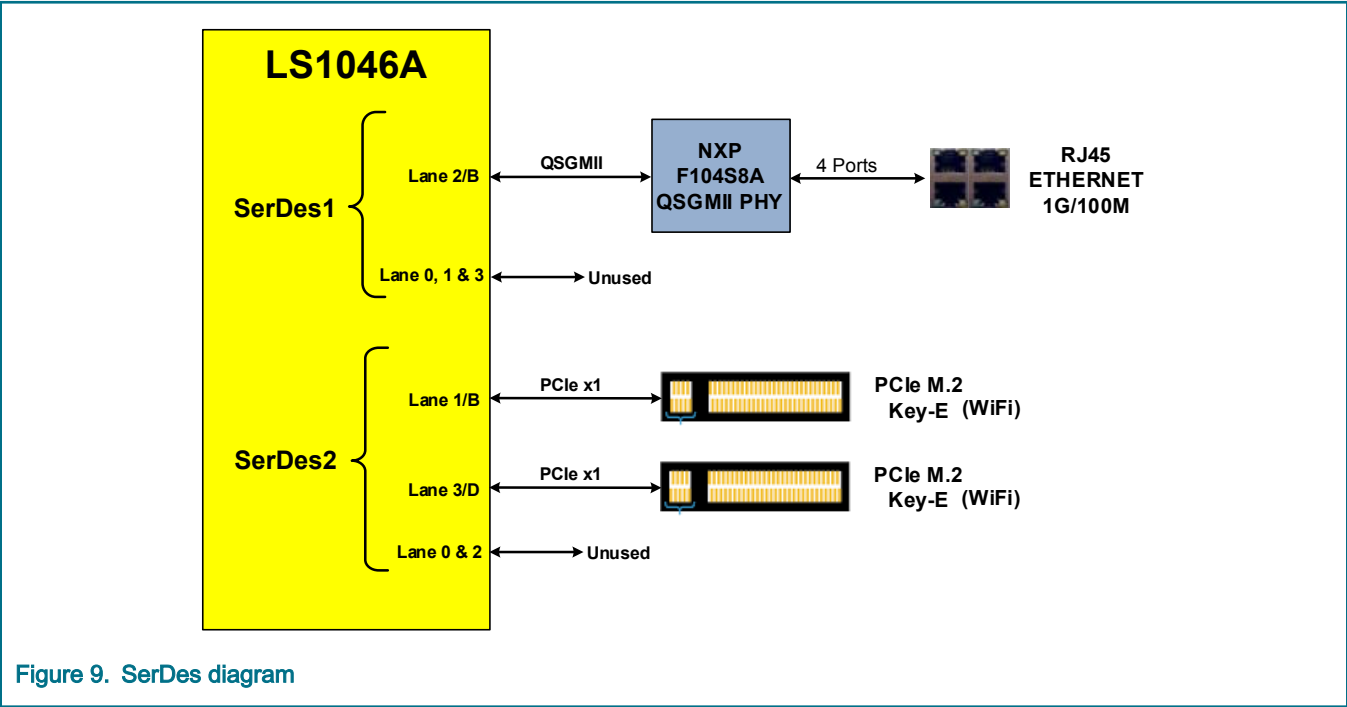 LS1046A
SerDes1
Lane 2/B
QSGMII
NXP
F104S8A
QSGMII PHY
4 Ports
RJ45
ETHERNET
1G/100M
Lane 0, 1 & 3
Unused
SerDes2
Lane 1/B
PCIe x1
PCIe M.2
Key-E (WiFi)
Lane 3/D
PCIe x1
PCIe M.2
Key-E (WiFi)
Lane 0 & 2
Unused
Figure 9. SerDes diagram